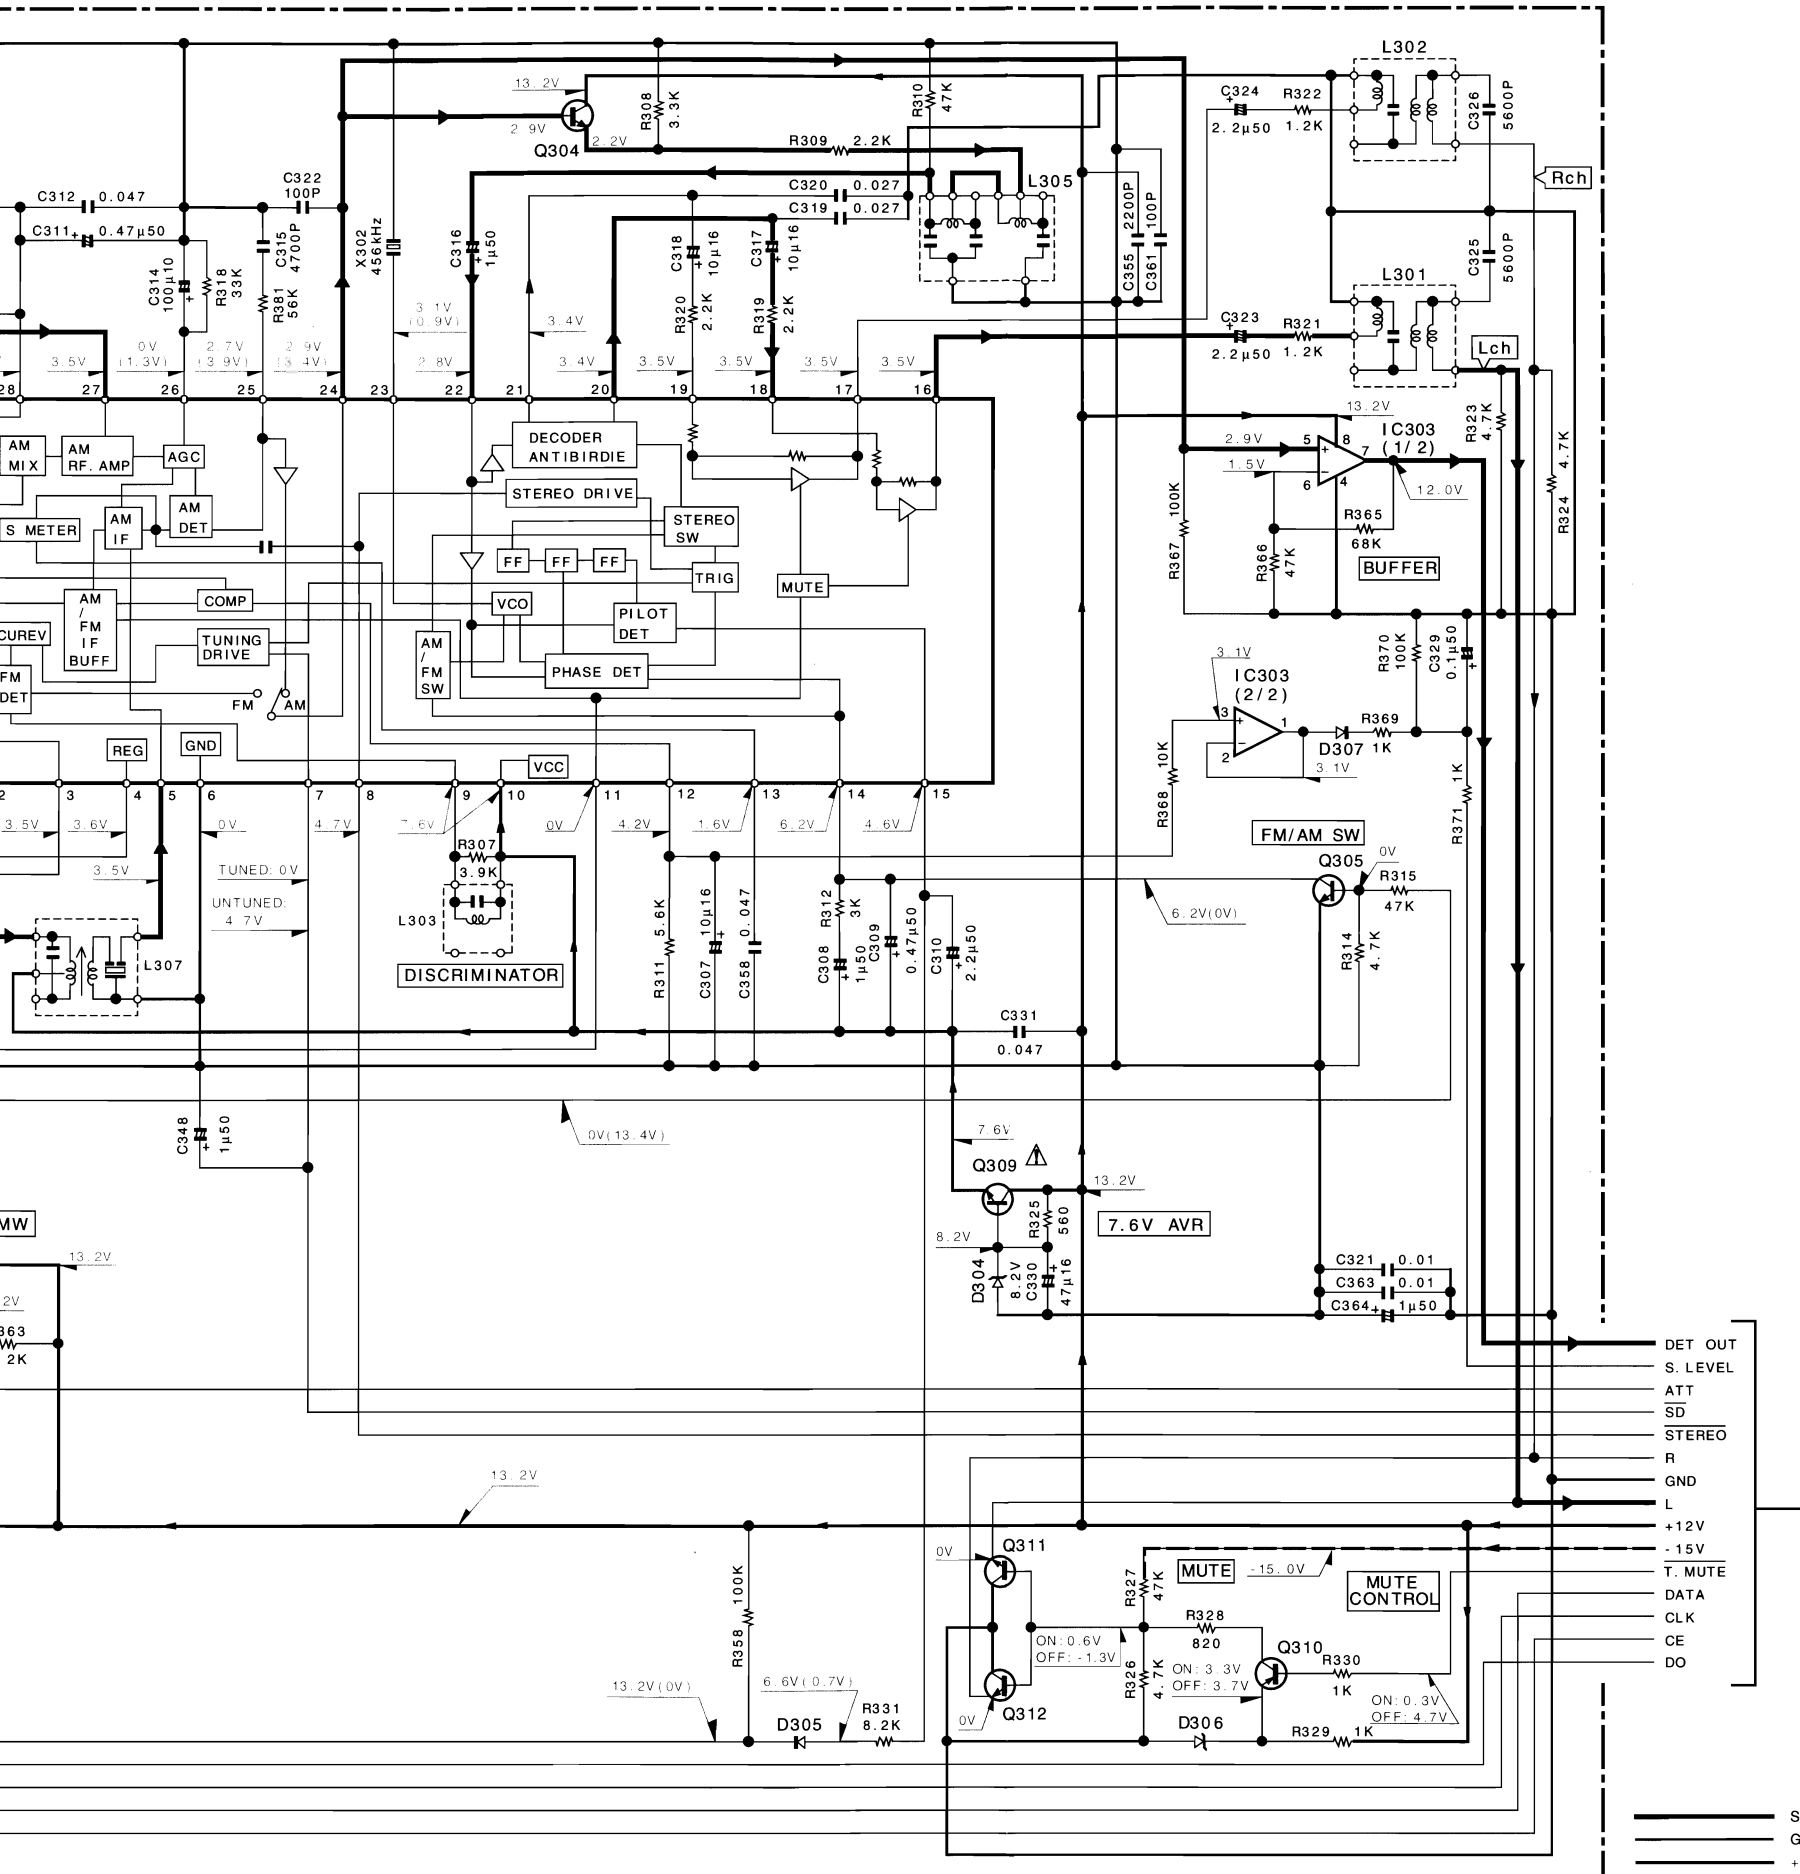 L302
C324
R322
2.2µ50
1.2K
C326
5600P
13.2V
R308
3.3K
R310
47K
2.9V
Q304
2.2V
R309 2.2K
Rch
C322
100P
C312 0.047
C311 + 0.47µ50
C320 0.027
C319 0.027
L305
C314
100µ10
R318
33K
C315
4700P
R381
56K
X302
456kHz
C316
1µ50
C318
10µ16
C317
10µ16
R320
2.2K
R319
2.2K
C355 2200P
C361 100P
C325
5600P
L301
C323
R321
2.2µ50
1.2K
Lch
3.1V
(0.9V)
3.4V
3.5V
0V
(1.3V)
2.7V
(3.9V)
2.9V
(3.4V)
2.8V
3.4V
3.5V
3.5V
3.5V
3.5V
28
27
26
25
24
23
22
21
20
19
18
17
16
AM
MIX
AM
RF. AMP
AGC
DECODER
ANTIBIRDIE
STEREO DRIVE
S METER
AM
IF
AM
DET
STEREO
SW
FF
FF
FF
TRIG
MUTE
AM
/
FM
IF
BUFF
COMP
VCO
PILOT
DET
CUREV
TUNING
DRIVE
AM
/
FM
SW
PHASE DET
FM
DET
FM
AM
REG
GND
VCC
13.2V
2.9V
5
8
IC303
(1/2)
7
1.5V
6
4
12.0V
R323
4.7K
R324
4.7K
R367
100K
R365
68K
R366
47K
BUFFER
3.1V
IC303
(2/2)
3
1
2
R370
100K
C329
0.1µ50
R369
D307 1K
3.1V
R368
10K
R371
1K
2
3
4
5
6
7
8
9
10
11
12
13
14
15
3.5V
3.6V
0V
4.7V
7.6V
0V
4.2V
1.6V
6.2V
4.6V
3.5V
TUNED: 0V
UNTUNED:
4.7V
R307
3.9K
L303
DISCRIMINATOR
L307
R311 5.6K
C307 10µ16
C358 0.047
R312
3K
C308
1µ50
C309
0.47µ50
C310
2.2µ50
FM/AM SW
Q305
0V
R315
47K
6.2V(0V)
R314
4.7K
C331
0.047
C348
1µ50
0V(13.4V)
7.6V
Q309
13.2V
R325
560
7.6V AVR
8.2V
D304
8.2V
C330
47µ16
MW
13.2V
2V
363
2K
C321 0.01
C363 0.01
C364 + 1µ50
DET OUT
S. LEVEL
ATT
SD
STEREO
R
GND
L
+12V
-15V
T. MUTE
DATA
CLK
CE
DO
13.2V
0V
Q311
R327
47K
MUTE
-15.0V
MUTE
CONTROL
R358 100K
R328
820
ON: 0.6V
OFF: -1.3V
R326
4.7K
ON: 3.3V
OFF: 3.7V
Q310
R330
1K
ON: 0.3V
OFF: 4.7V
13.2V(0V)
6.6V(0.7V)
D305
R331
8.2K
0V
Q312
D306
R329 1K
S
G
+